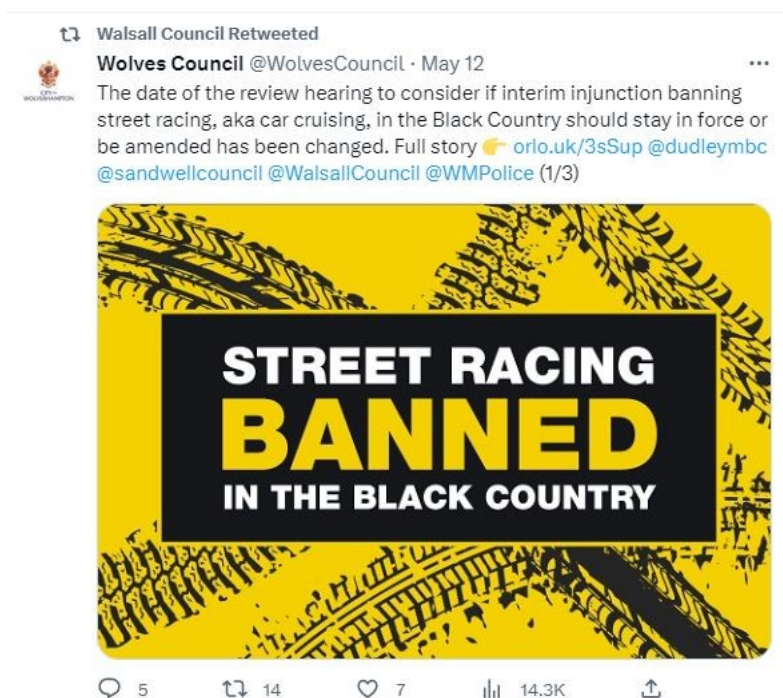 Walsall Council Retweeted
Wolves Council @WolvesCouncil · May 12
The date of the review hearing to consider if interim injunction banning
street racing, aka car cruising, in the Black Country should stay in force or
be amended has been changed. Full story 👉 orlo.uk/3sSup @dudleymbc
@sandwellcouncil @WalsallCouncil @WMPolice (1/3)
STREET RACING
BANNED
IN THE BLACK COUNTRY
5 14 7 14.3K
CITY OF
WOLVERHAMPTON